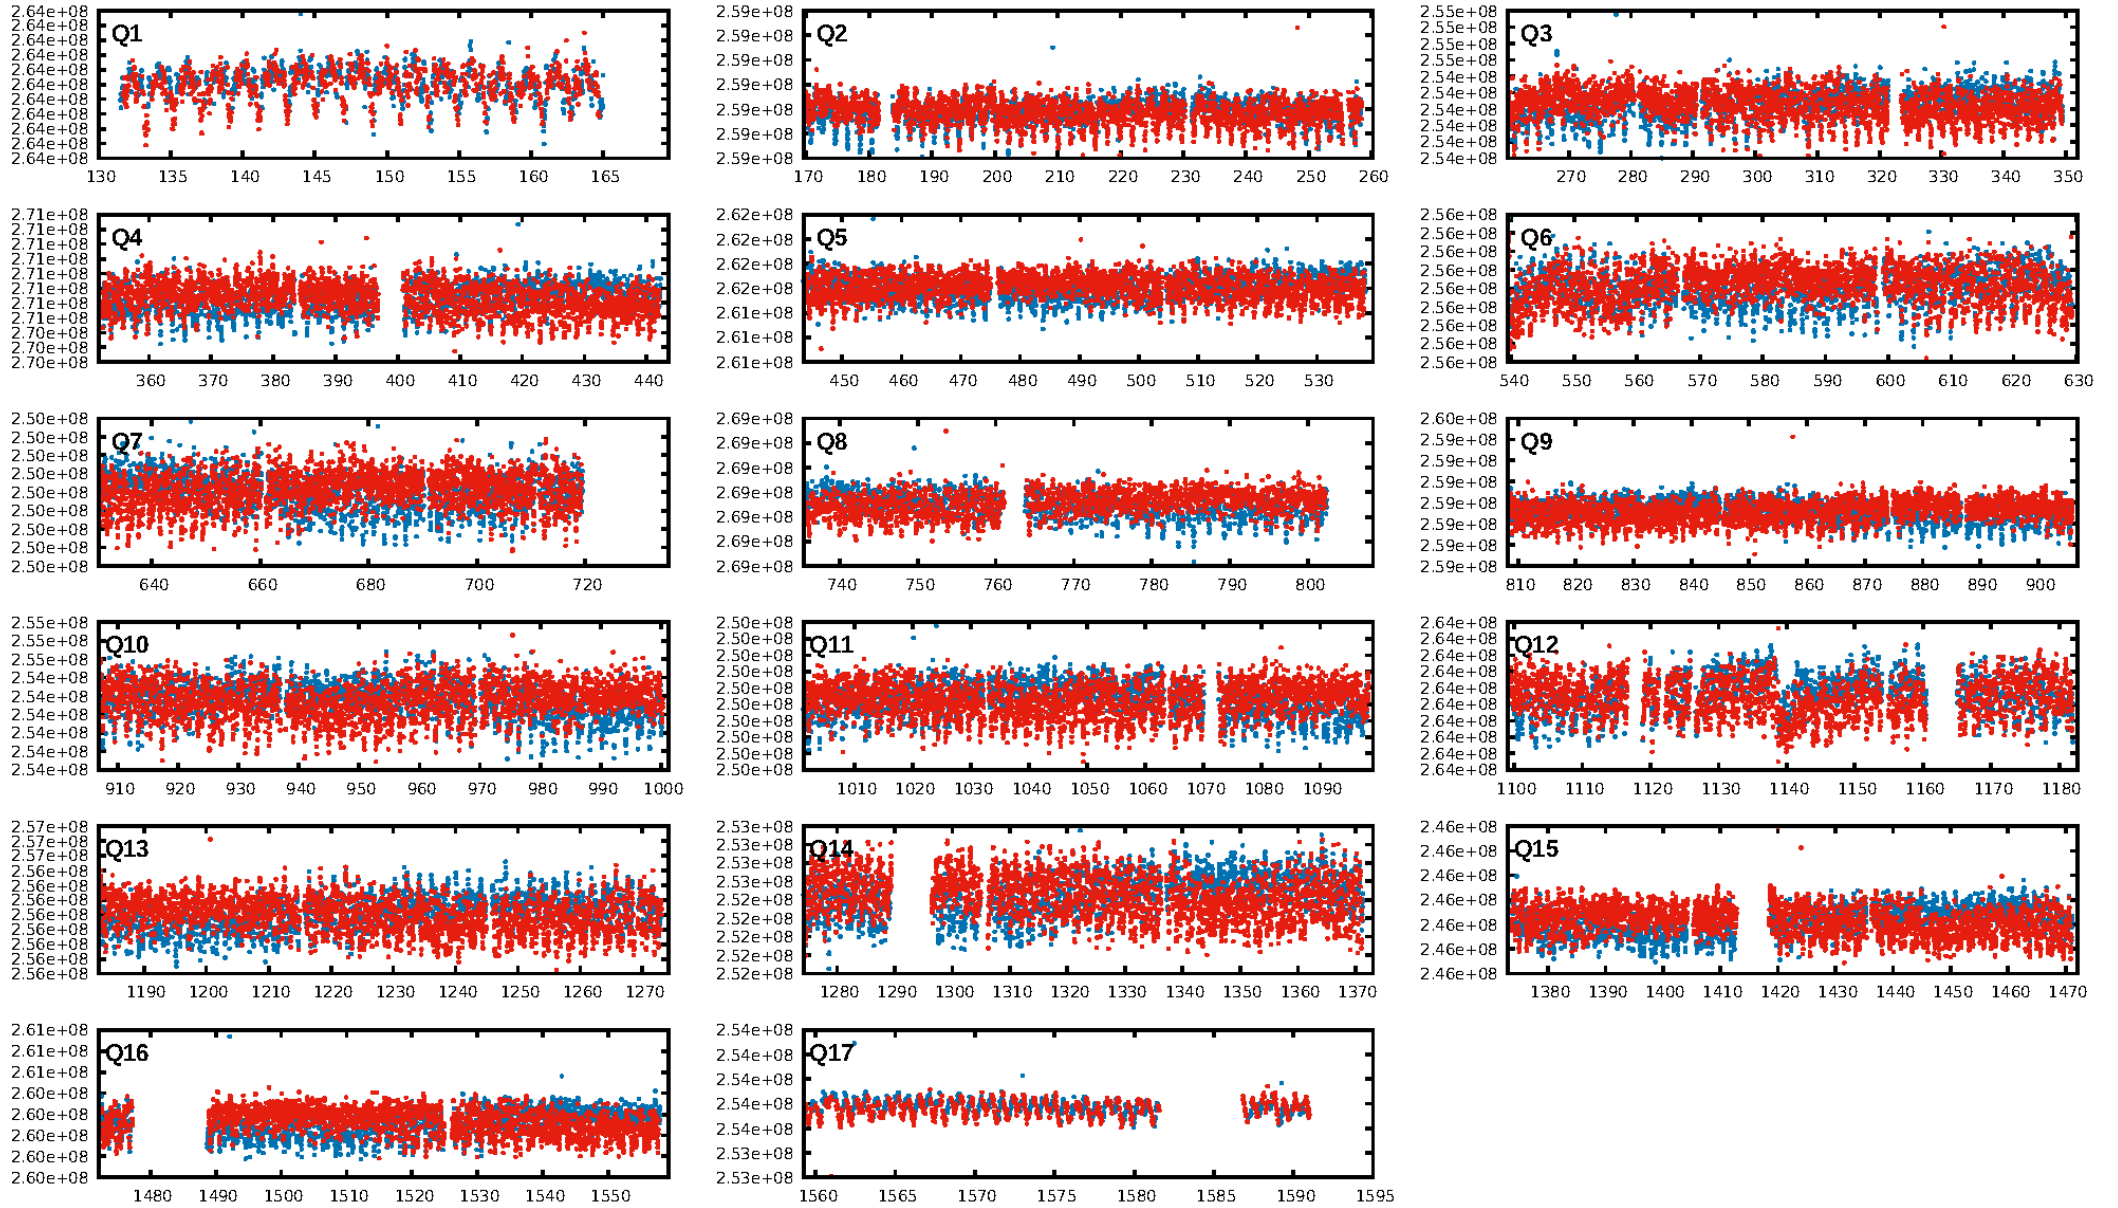 2.64e+08 2.64e+08 2.64e+08 2.64e+08 2.64e+08 2.64e+08 2.64e+08 2.64e+08 2.64e+08 2.64e+08 2.64e+08
Q1
130 135 140 145 150 155 160 165
2.59e+08 2.59e+08 2.59e+08 2.59e+08 2.59e+08 2.59e+08 2.59e+08
Q2
170 180 190 200 210 220 230 240 250 260
2.55e+08 2.55e+08 2.55e+08 2.55e+08 2.54e+08 2.54e+08 2.54e+08 2.54e+08 2.54e+08 2.54e+08
Q3
270 280 290 300 310 320 330 340 350
2.71e+08 2.71e+08 2.71e+08 2.71e+08 2.71e+08 2.71e+08 2.71e+08 2.71e+08 2.70e+08 2.70e+08 2.70e+08
Q4
360 370 380 390 400 410 420 430 440
2.62e+08 2.62e+08 2.62e+08 2.62e+08 2.61e+08 2.61e+08 2.61e+08
Q5
450 460 470 480 490 500 510 520 530
2.56e+08 2.56e+08 2.56e+08 2.56e+08 2.56e+08 2.56e+08 2.56e+08 2.56e+08 2.56e+08
Q6
540 550 560 570 580 590 600 610 620 630
2.50e+08 2.50e+08 2.50e+08 2.50e+08 2.50e+08 2.50e+08 2.50e+08 2.50e+08 2.50e+08
Q7
640 660 680 700 720
2.69e+08 2.69e+08 2.69e+08 2.69e+08 2.69e+08 2.69e+08 2.69e+08
Q8
740 750 760 770 780 790 800
2.60e+08 2.59e+08 2.59e+08 2.59e+08 2.59e+08 2.59e+08 2.59e+08 2.59e+08
Q9
810 820 830 840 850 860 870 880 890 900
2.55e+08 2.55e+08 2.55e+08 2.54e+08 2.54e+08 2.54e+08 2.54e+08 2.54e+08 2.54e+08
Q10
910 920 930 940 950 960 970 980 990 1000
2.50e+08 2.50e+08 2.50e+08 2.50e+08 2.50e+08 2.50e+08 2.50e+08 2.50e+08 2.50e+08 2.50e+08
Q11
1010 1020 1030 1040 1050 1060 1070 1080 1090
2.64e+08 2.64e+08 2.64e+08 2.64e+08 2.64e+08 2.64e+08 2.64e+08 2.64e+08 2.64e+08 2.64e+08
Q12
1100 1110 1120 1130 1140 1150 1160 1170 1180
2.57e+08 2.57e+08 2.57e+08 2.56e+08 2.56e+08 2.56e+08 2.56e+08 2.56e+08 2.56e+08 2.56e+08 2.56e+08
Q13
1190 1200 1210 1220 1230 1240 1250 1260 1270
2.53e+08 2.53e+08 2.53e+08 2.53e+08 2.52e+08 2.52e+08 2.52e+08 2.52e+08 2.52e+08
Q14
1280 1290 1300 1310 1320 1330 1340 1350 1360 1370
2.46e+08 2.46e+08 2.46e+08 2.46e+08 2.46e+08 2.46e+08 2.46e+08
Q15
1380 1390 1400 1410 1420 1430 1440 1450 1460 1470
2.61e+08 2.61e+08 2.61e+08 2.60e+08 2.60e+08 2.60e+08 2.60e+08 2.60e+08
Q16
1480 1490 1500 1510 1520 1530 1540 1550
2.54e+08 2.54e+08 2.54e+08 2.54e+08 2.54e+08 2.53e+08 2.53e+08
Q17
1560 1565 1570 1575 1580 1585 1590 1595